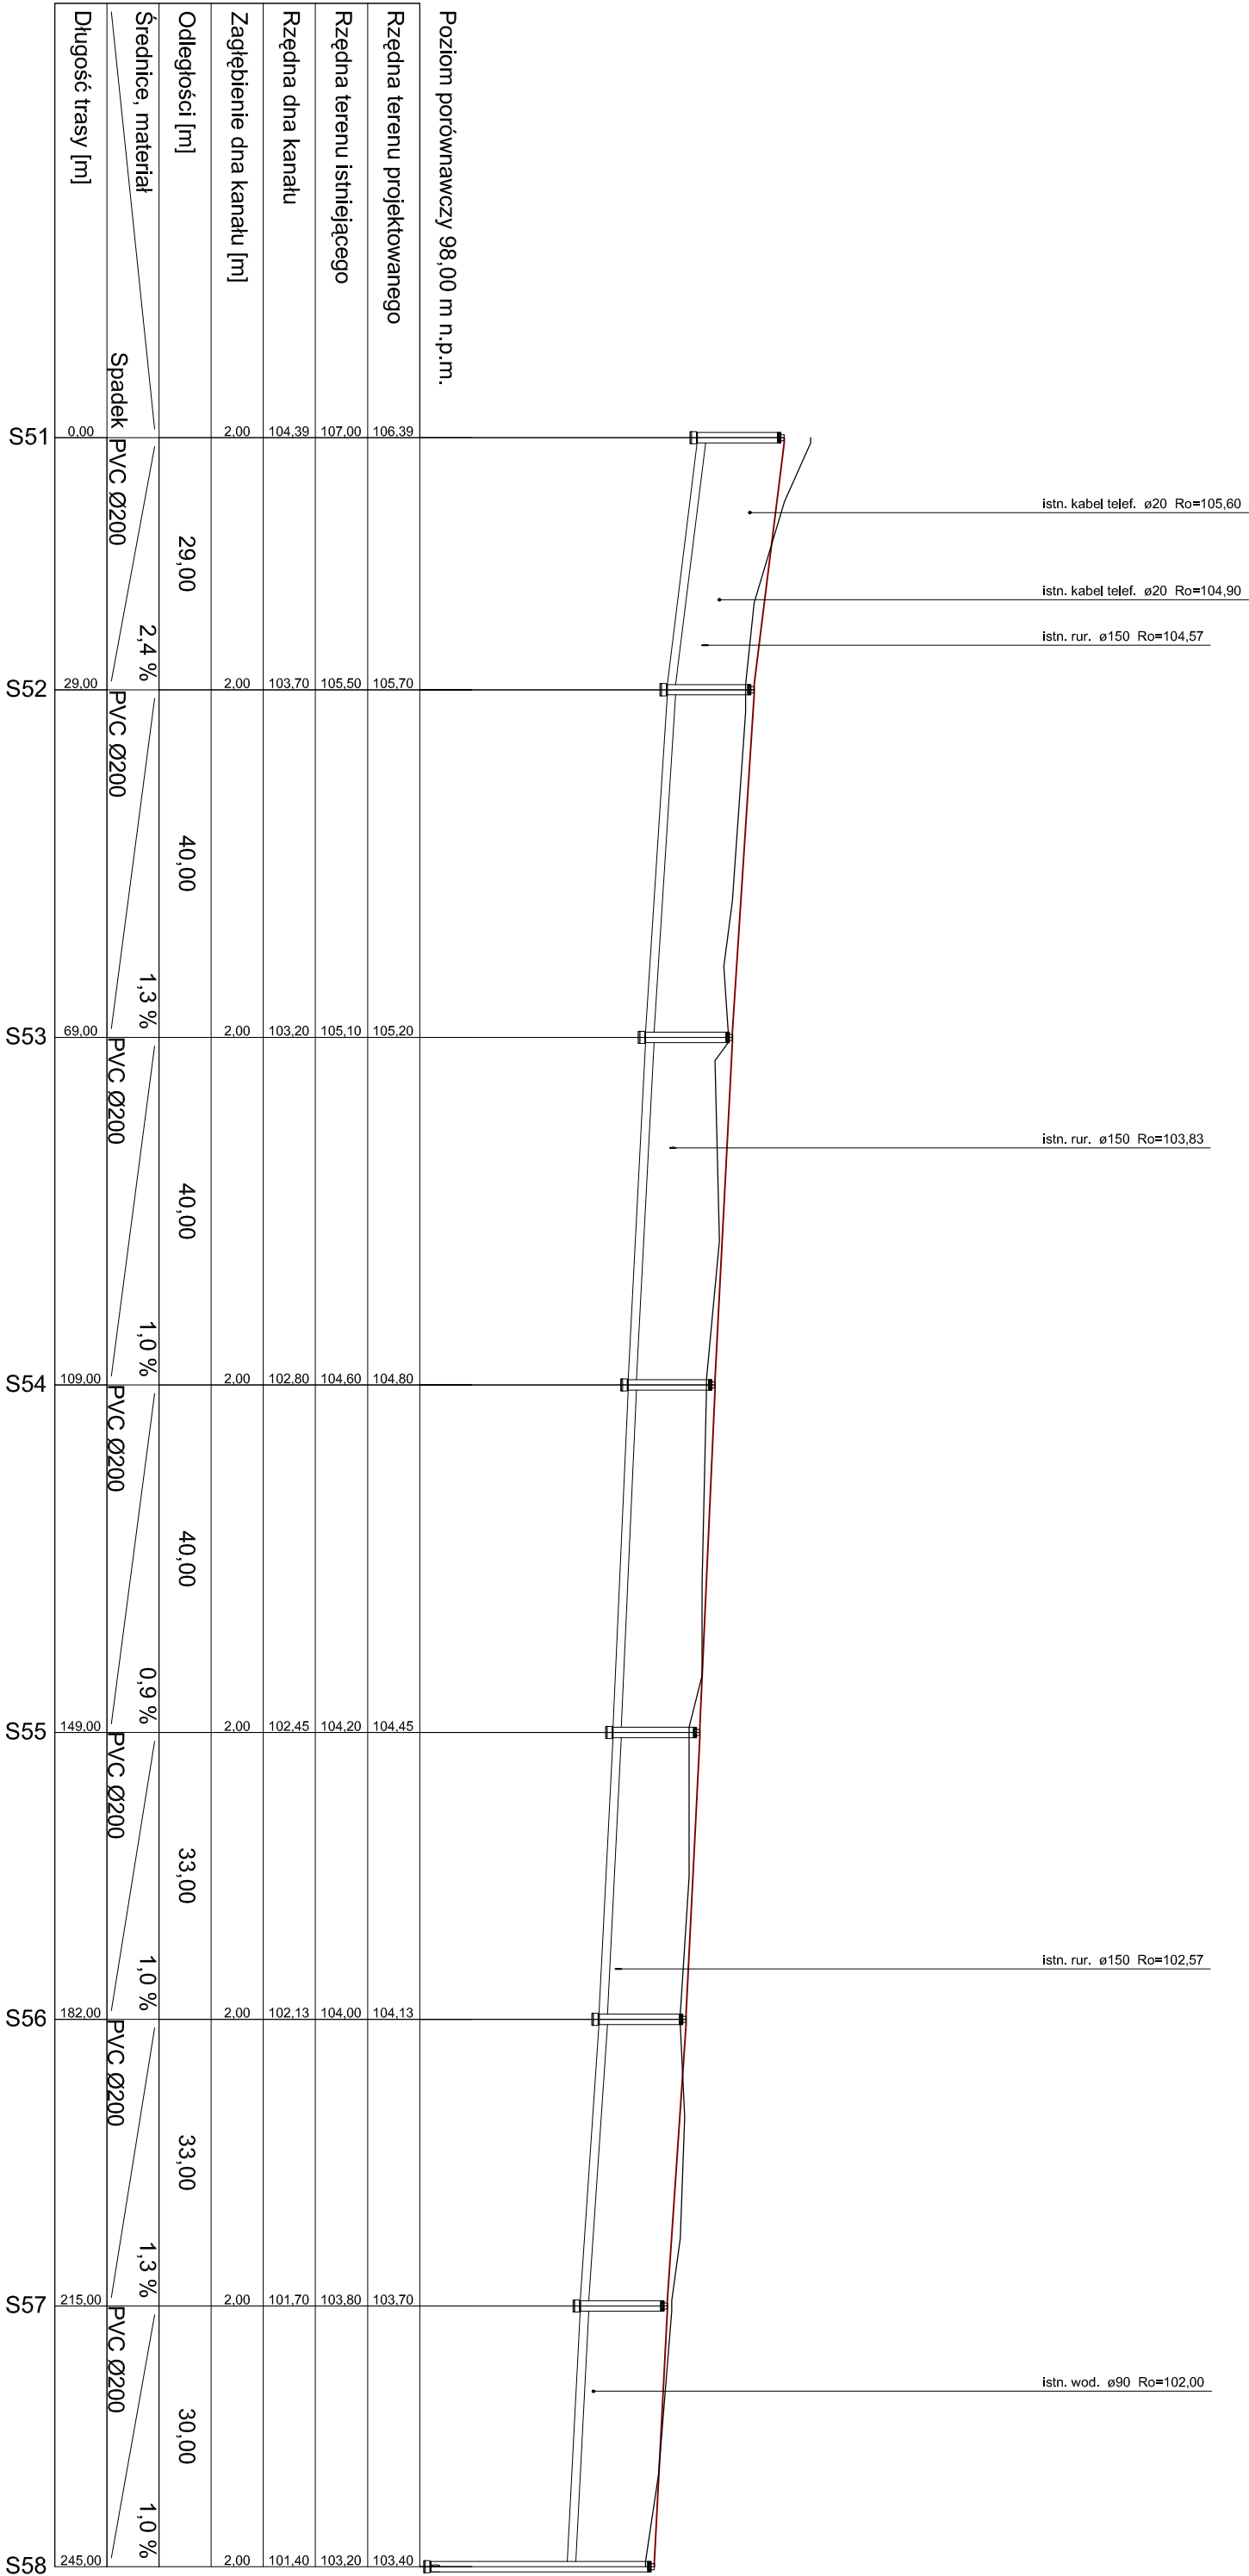 istn. kabel telef. ø20 Ro=105,60
istn. kabel telef. ø20 Ro=104,90
istn. rur. ø150 Ro=104,57
istn. rur. ø150 Ro=103,83
istn. rur. ø150 Ro=102,57
istn. wod. ø90 Ro=102,00
Poziom porównawczy 98,00 m n.p.m.
Rzędna terenu projektowanego 106,39 105,70 105,20 104,80 104,45 104,13 103,70 103,40
Rzędna terenu istniejącego 107,00 105,50 105,10 104,60 104,20 104,00 103,80 103,20
Rzędna dna kanału 104,39 103,70 103,20 102,80 102,45 102,13 101,70 101,40
Zagłębienie dna kanału [m] 2,00 2,00 2,00 2,00 2,00 2,00 2,00 2,00
Odległości [m] 29,00 40,00 40,00 40,00 33,00 33,00 30,00
Średnice, materiał 2,4 % 1,3 % 1,0 % 0,9 % 1,0 % 1,3 % 1,0 %
Spadek PVC Ø200 PVC Ø200 PVC Ø200 PVC Ø200 PVC Ø200 PVC Ø200 PVC Ø200
Długość trasy [m] 0,00 29,00 69,00 109,00 149,00 182,00 215,00 245,00
S51 S52 S53 S54 S55 S56 S57 S58